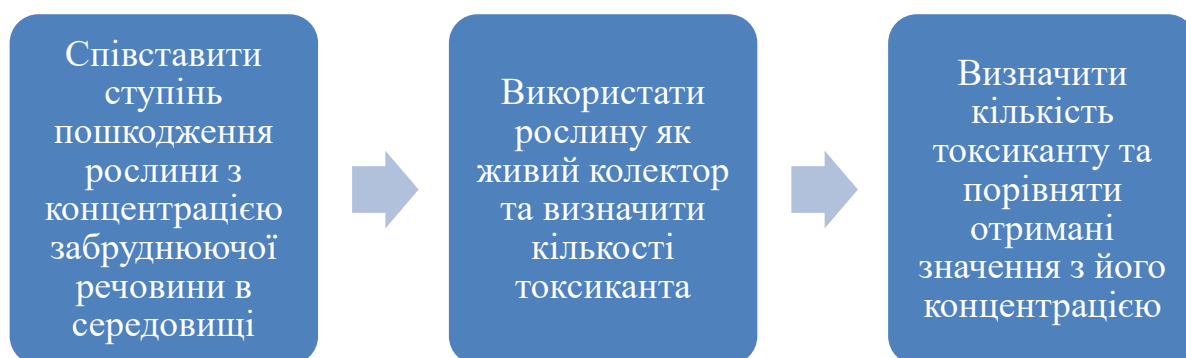 Співставити
ступінь
пошкодження
рослини з
концентрацією
забруднюючої
речовини в
середовищі
Використати
рослину як
живий колектор
та визначити
кількості
токсиканта
Визначити
кількість
токсиканту та
порівняти
отримані
значення з його
концентрацією